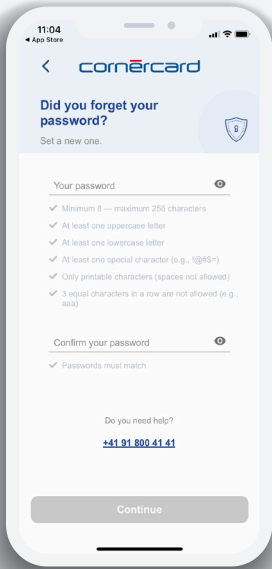 11:04
◀ App Store
cornèrcard
Did you forget your
password?
Set a new one.
Your password
Minimum 8 — maximum 256 characters
At least one uppercase letter
At least one lowercase letter
At least one special character (e.g., !@#$=)
Only printable characters (spaces not allowed)
3 equal characters in a row are not allowed (e.g.,
aaa)
Confirm your password
Passwords must match
Do you need help?
+41 91 800 41 41
Continue